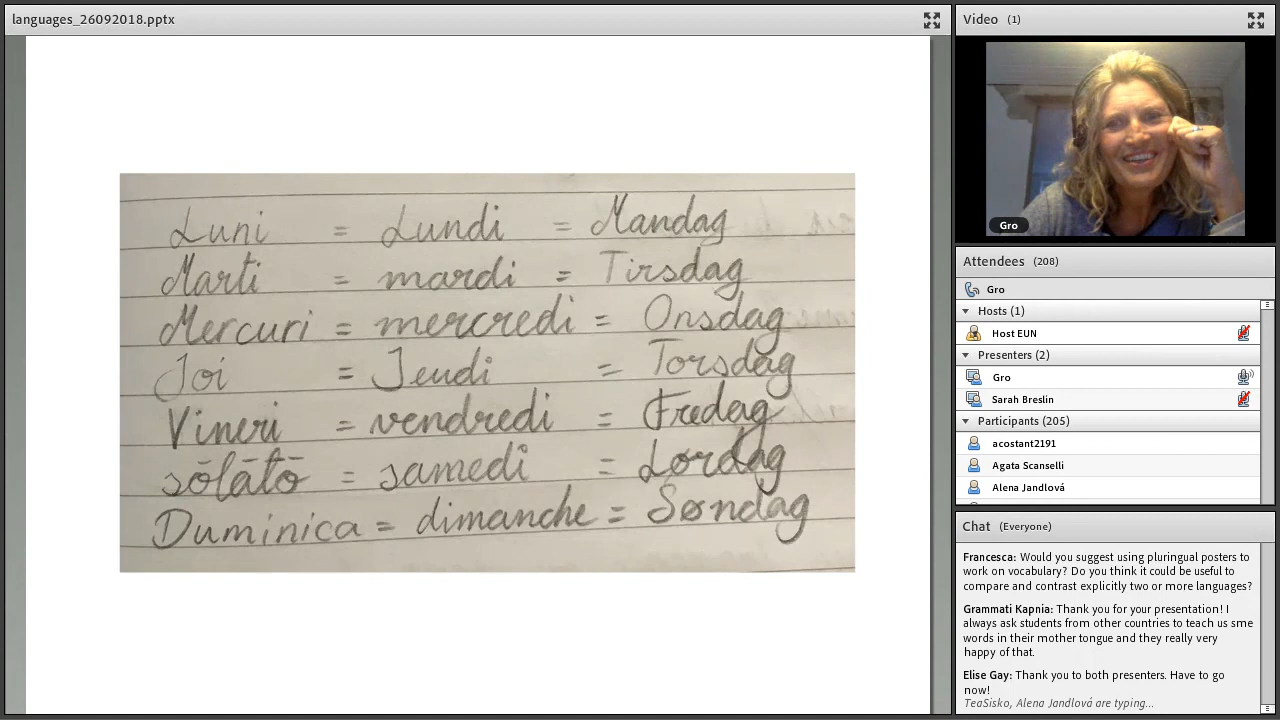 languages_26092018.pptx
Luni = Lundi = Mandag
Marti = mardi = Tirsdag
Mercuri = mercredi = Onsdag
Joi = Jeudi = Torsdag
Vineri = vendredi = Fredag
sōlātō = samedi = Lordag
Duminica = dimanche = Søndag
Video (1)
Gro
Attendees (208)
Gro
Hosts (1)
Host EUN
Presenters (2)
Gro
Sarah Breslin
Participants (205)
acostant2191
Agata Scanselli
Alena Jandlová
Chat (Everyone)
Francesca: Would you suggest using pluringual posters to
work on vocabulary? Do you think it could be useful to
compare and contrast explicitly two or more languages?
Grammati Kapnia: Thank you for your presentation! I
always ask students from other countries to teach us sme
words in their mother tongue and they really very
happy of that.
Elise Gay: Thank you to both presenters. Have to go
now!
TeaSisko, Alena Jandlová are typing...